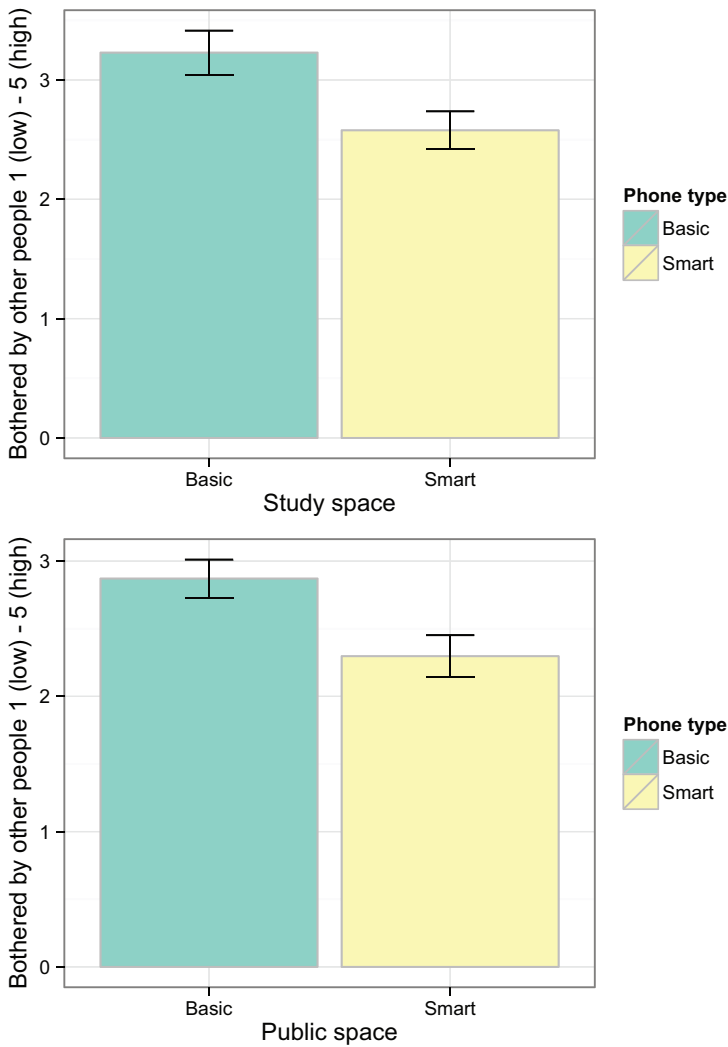 Bothered by other people 1 (low) - 5 (high)
3
2
1
0
Basic
Smart
Study space
Phone type
Basic
Smart
Bothered by other people 1 (low) - 5 (high)
3
2
1
0
Basic
Smart
Public space
Phone type
Basic
Smart